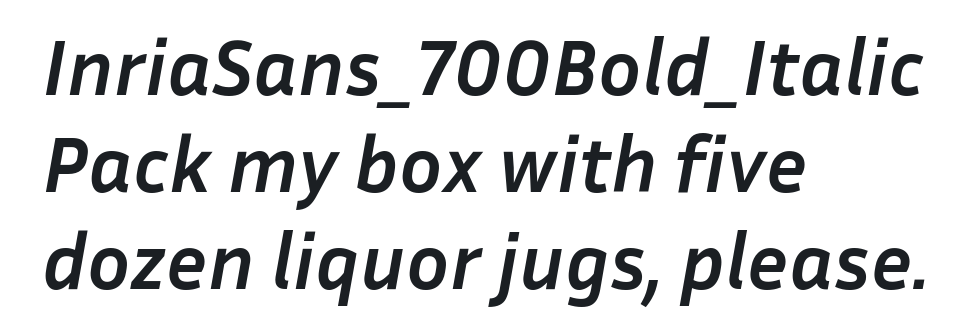 InriaSans_700Bold_Italic
Pack my box with five
dozen liquor jugs, please.